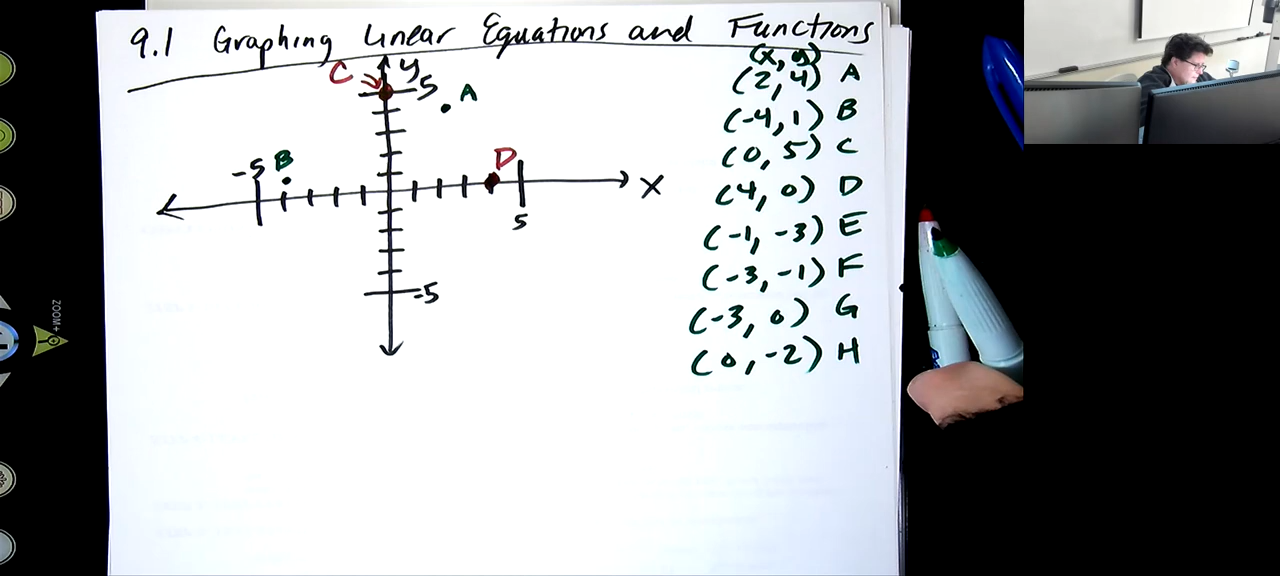 9.1 Graphing Linear Equations and Functions
(x, y)
C y
5 A
(2, 4) A
(-4, 1) B
(0, 5) C
-5 B D
x
(4, 0) D
5
(-1, -3) E
(-3, -1) F
-5
(-3, 0) G
(0, -2) H
ZOOM+